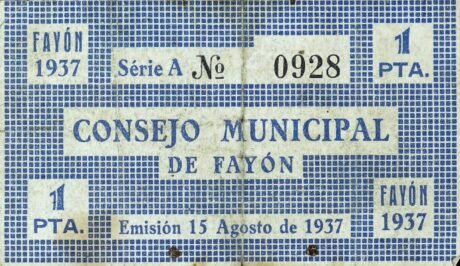 FAYÓN
1937
Série A No 0928
1
PTA.
CONSEJO MUNICIPAL
DE FAYÓN
1
PTA.
Emisión 15 Agosto de 1937
FAYÓN
1937